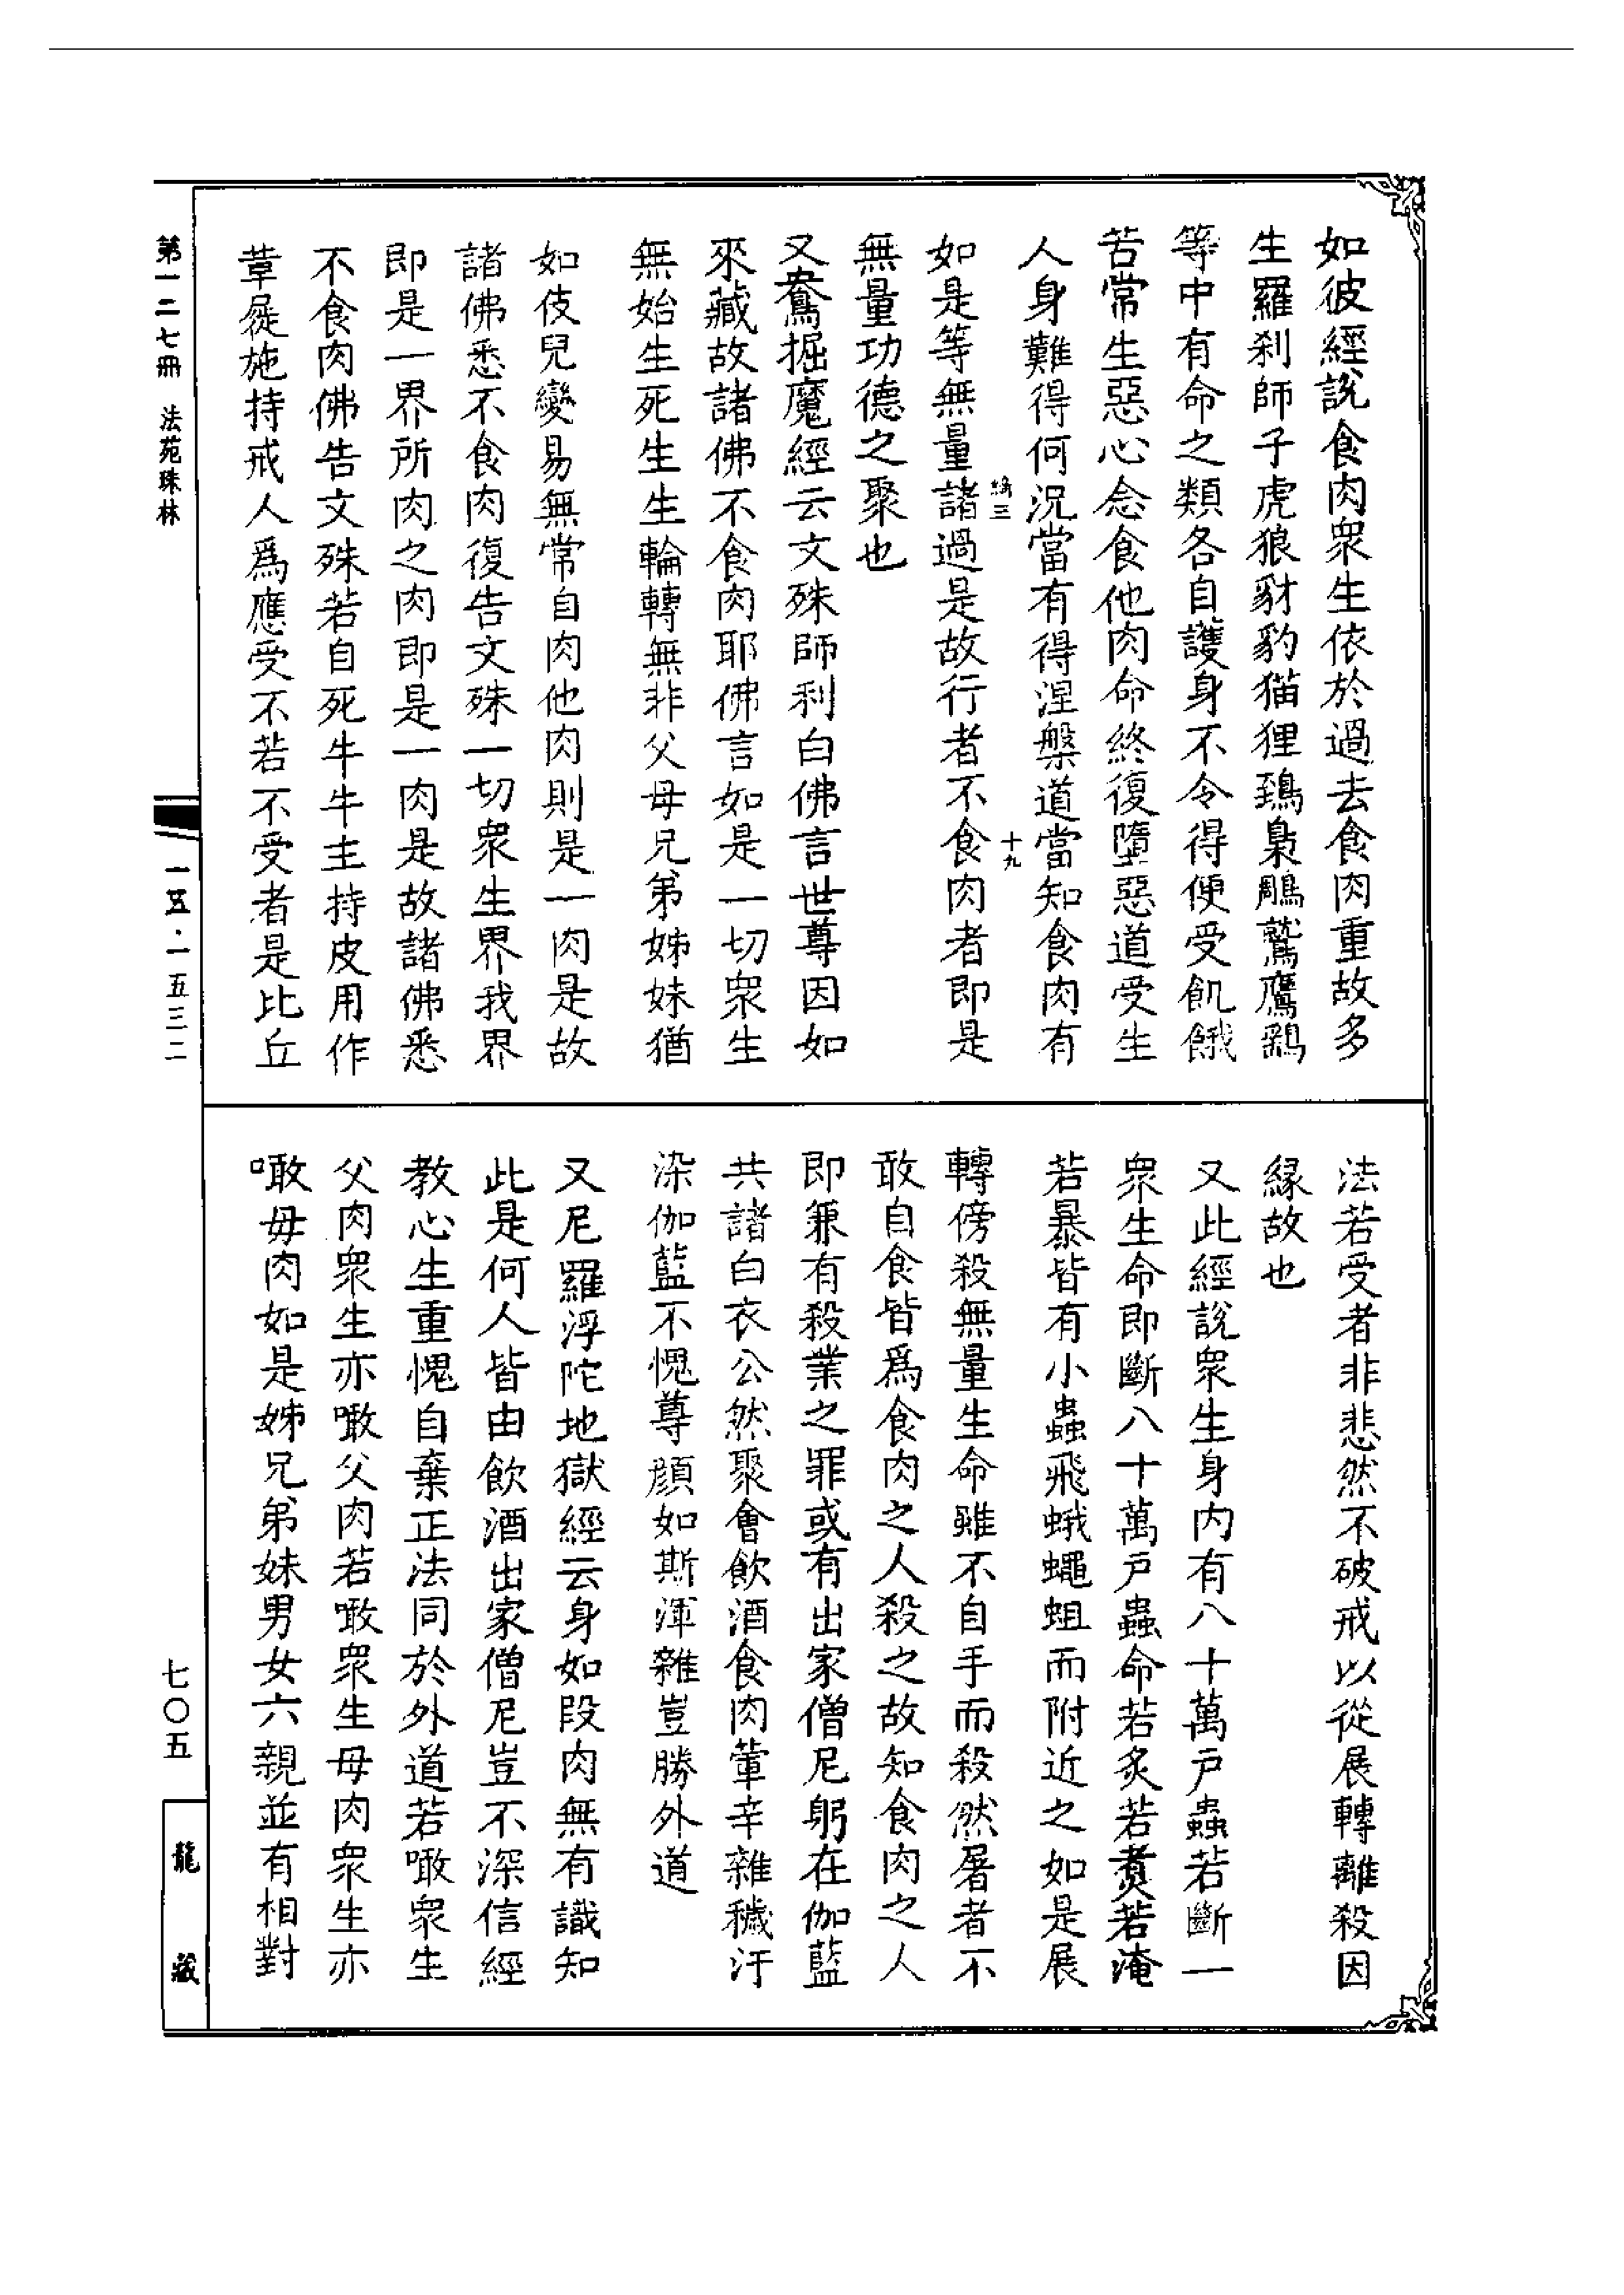 如彼經說食肉衆生依於過去食肉重故多
生羅刹師子虎狼豺豹猫狸鵄梟鵰鷲鷹鷂
等中有命之類各自護身不令得便受飢餓
苦常生惡心念食他肉命終復墮惡道受生
人身難得何況當有得涅槃道當知食肉有
十九
如是等無量諸過是故行者不食肉者即是
無量功德之聚也
又鴦掘魔經云文殊師利白佛言世尊因如
來藏故諸佛不食肉耶佛言如是一切衆生
無始生死生生輪轉無非父母兄弟姊妹猶
如伎兒變易無常自肉他肉則是一肉是故
諸佛悉不食肉復告文殊一切衆生界我界
即是一界所肉之肉即是一肉是故諸佛悉
不食肉佛告文殊若自死牛牛主持皮用作
革屣施持戒人爲應受不若不受者是比丘
法若受者非悲然不破戒以從展轉離殺因
緣故也
又此經說衆生身内有八十萬戸蟲若斷一
衆生命即斷八十萬戸蟲命若炙若煑若淹
若暴皆有小蟲飛蛾蠅蛆而附近之如是展
轉傍殺無量生命雖不自手而殺然屠者不
敢自食皆爲食肉之人殺之故知食肉之人
即兼有殺業之罪或有出家僧尼躬在伽藍
共諸白衣公然聚會飲酒食肉葷辛雜穢汙
染伽藍不愧尊顔如斯渾雜豈勝外道
又尼羅浮陀地獄經云身如段肉無有識知
此是何人皆由飲酒出家僧尼豈不深信經
教心生重愧自棄正法同於外道若噉衆生
父肉衆生亦噉父肉若噉衆生母肉衆生亦
噉母肉如是姊兄弟妹男女六親並有相對
第一二七冊 法苑珠林
一五·一五三二
七〇五
龍藏